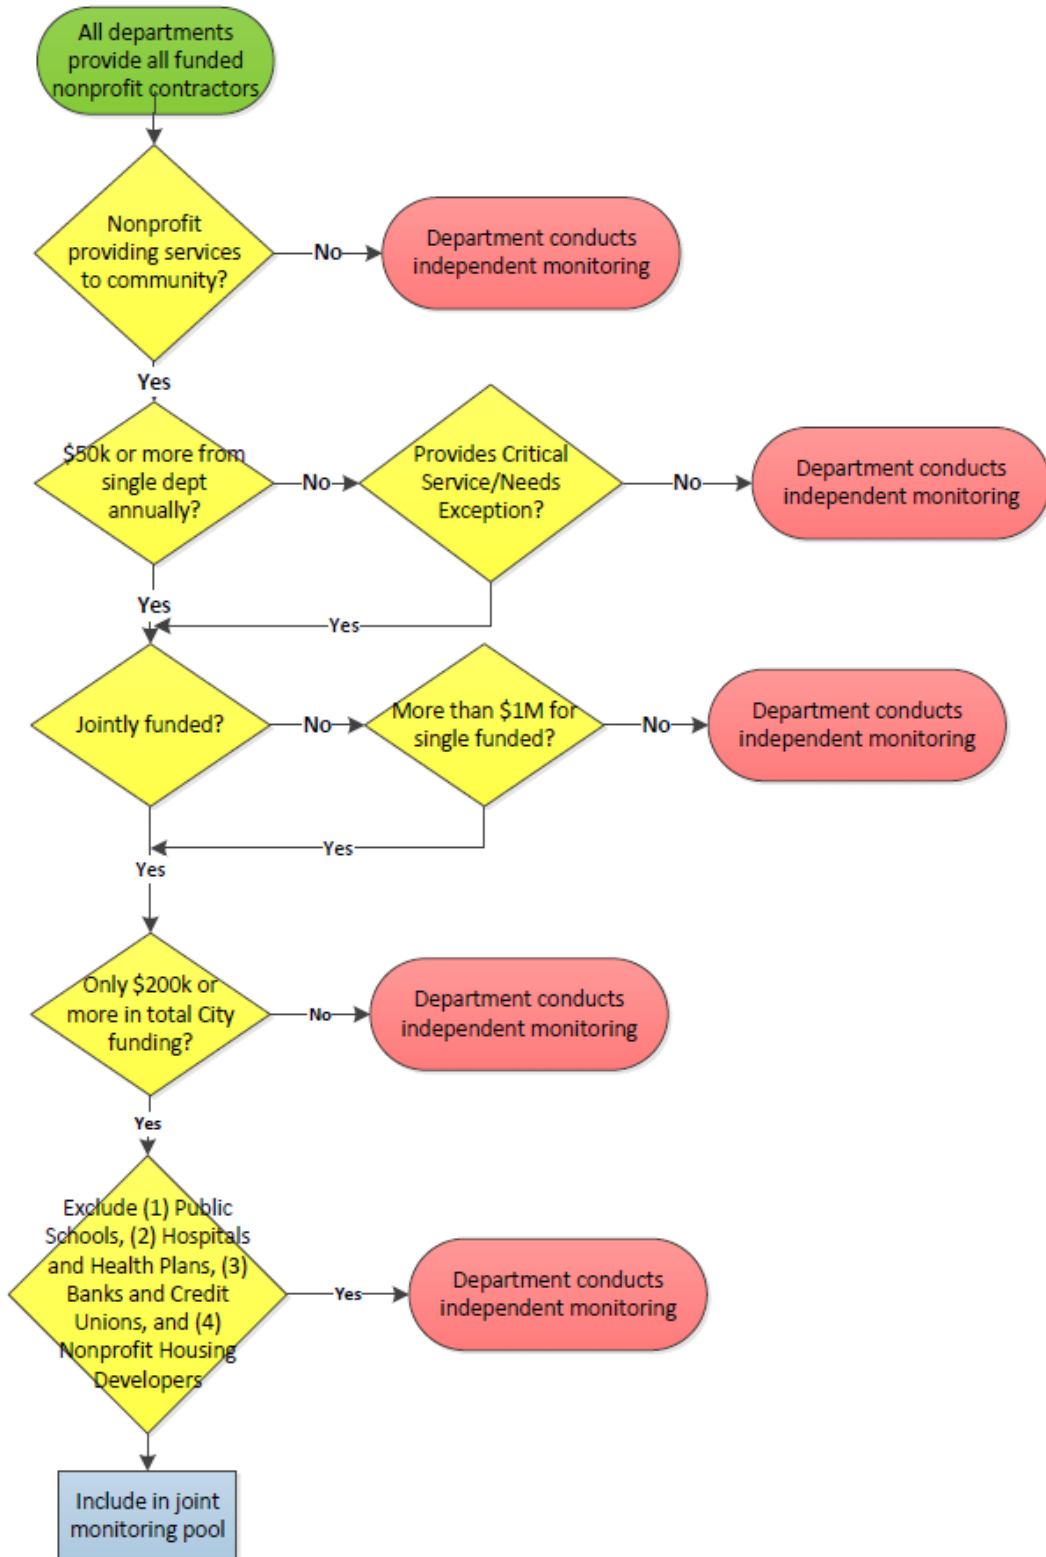 All departments
provide all funded
nonprofit contractors
Nonprofit
providing services
to community?
No
Department conducts
independent monitoring
Yes
$50k or more from
single dept
annually?
No
Provides Critical
Service/Needs
Exception?
No
Department conducts
independent monitoring
Yes
Yes
Jointly funded?
No
More than $1M for
single funded?
No
Department conducts
independent monitoring
Yes
Yes
Only $200k or
more in total City
funding?
No
Department conducts
independent monitoring
Yes
Exclude (1) Public
Schools, (2) Hospitals
and Health Plans, (3)
Banks and Credit
Unions, and (4)
Nonprofit Housing
Developers
Yes
Department conducts
independent monitoring
Include in joint
monitoring pool